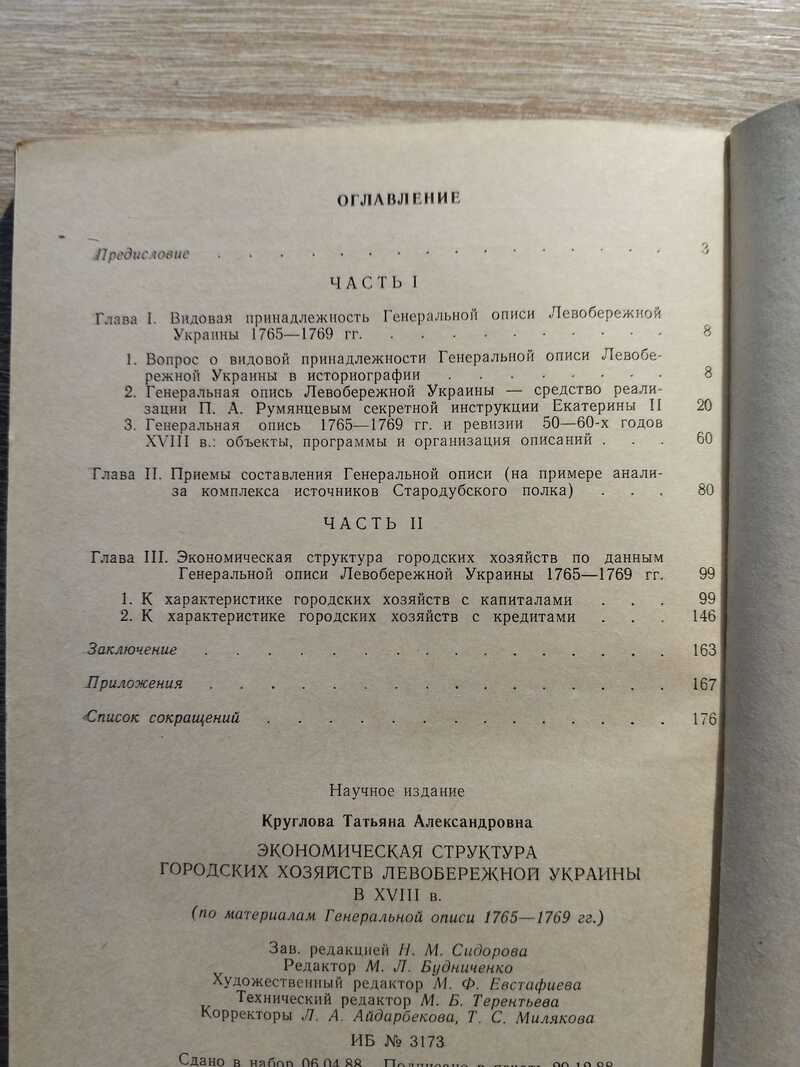 ОГЛАВЛЕНИЕ
Предисловие . . . . . . . . . . . . . . . . 3
ЧАСТЬ I
Глава I. Видовая принадлежность Генеральной описи Левобережной
Украины 1765—1769 гг. . . . . . . . . . . 8
1. Вопрос о видовой принадлежности Генеральной описи Левобе-
режной Украины в историографии . . . . . . . . 8
2. Генеральная опись Левобережной Украины — средство реали-
зации П. А. Румянцевым секретной инструкции Екатерины II 20
3. Генеральная опись 1765—1769 гг. и ревизии 50—60-х годов
XVIII в.: объекты, программы и организация описаний . . . 60
Глава II. Приемы составления Генеральной описи (на примере анали-
за комплекса источников Стародубского полка) . . . 80
ЧАСТЬ II
Глава III. Экономическая структура городских хозяйств по данным
Генеральной описи Левобережной Украины 1765—1769 гг. 99
1. К характеристике городских хозяйств с капиталами . . . 99
2. К характеристике городских хозяйств с кредитами . . . 146
Заключение . . . . . . . . . . . . . . . . 163
Приложения . . . . . . . . . . . . . . . . 167
Список сокращений . . . . . . . . . . . . . . 176
Научное издание
Круглова Татьяна Александровна
ЭКОНОМИЧЕСКАЯ СТРУКТУРА
ГОРОДСКИХ ХОЗЯЙСТВ ЛЕВОБЕРЕЖНОЙ УКРАИНЫ
В XVIII в.
(по материалам Генеральной описи 1765—1769 гг.)
Зав. редакцией Н. М. Сидорова
Редактор М. Л. Будниченко
Художественный редактор М. Ф. Евстафиева
Технический редактор М. Б. Терентьева
Корректоры Л. А. Айдарбекова, Т. С. Милякова
ИБ № 3173
Сдано в набор 06.04.88. Подписано в печать